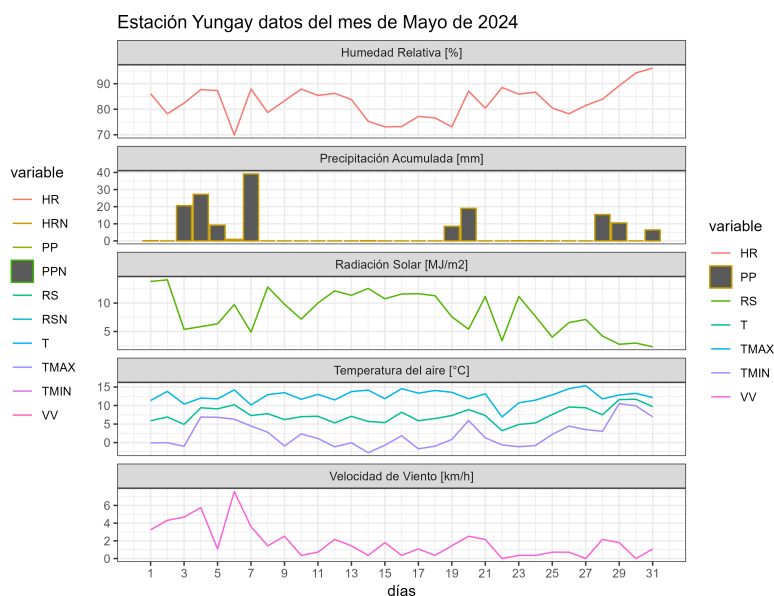 Estación Yungay datos del mes de Mayo de 2024
variable
HR
HRN
PP
PPN
RS
RSN
T
TMAX
TMIN
VV
Humedad Relativa [%]
90
80
70
Precipitación Acumulada [mm]
40
30
20
10
0
Radiación Solar [MJ/m2]
10
5
Temperatura del aire [°C]
15
10
5
0
Velocidad de Viento [km/h]
6
4
2
0
1 3 5 7 9 11 13 15 17 19 21 23 25 27 29 31
días
variable
HR
PP
RS
T
TMAX
TMIN
VV